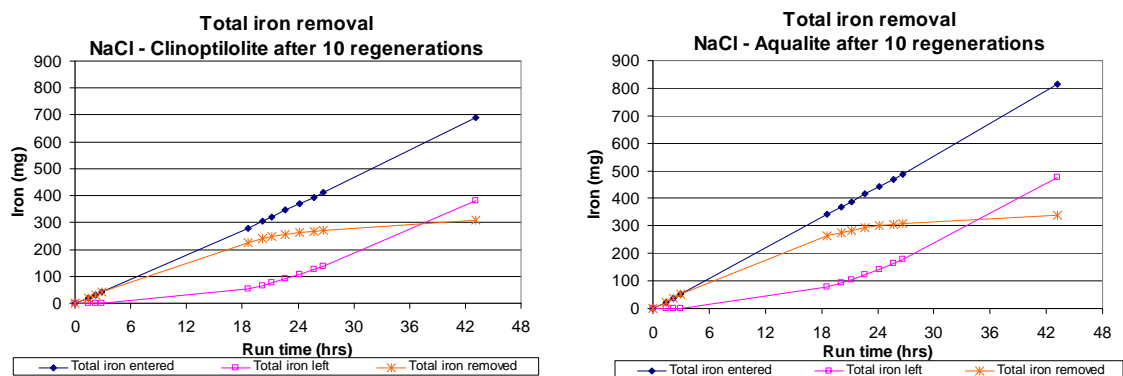 Total iron removal
NaCl - Clinoptilolite after 10 regenerations
900
800
700
600
500
400
300
200
100
0
Iron (mg)
0 6 12 18 24 30 36 42 48
Run time (hrs)
Total iron entered Total iron left Total iron removed
Total iron removal
NaCl - Aqualite after 10 regenerations
900
800
700
600
500
400
300
200
100
0
Iron (mg)
0 6 12 18 24 30 36 42 48
Run time (hrs)
Total iron entered Total iron left Total iron removed